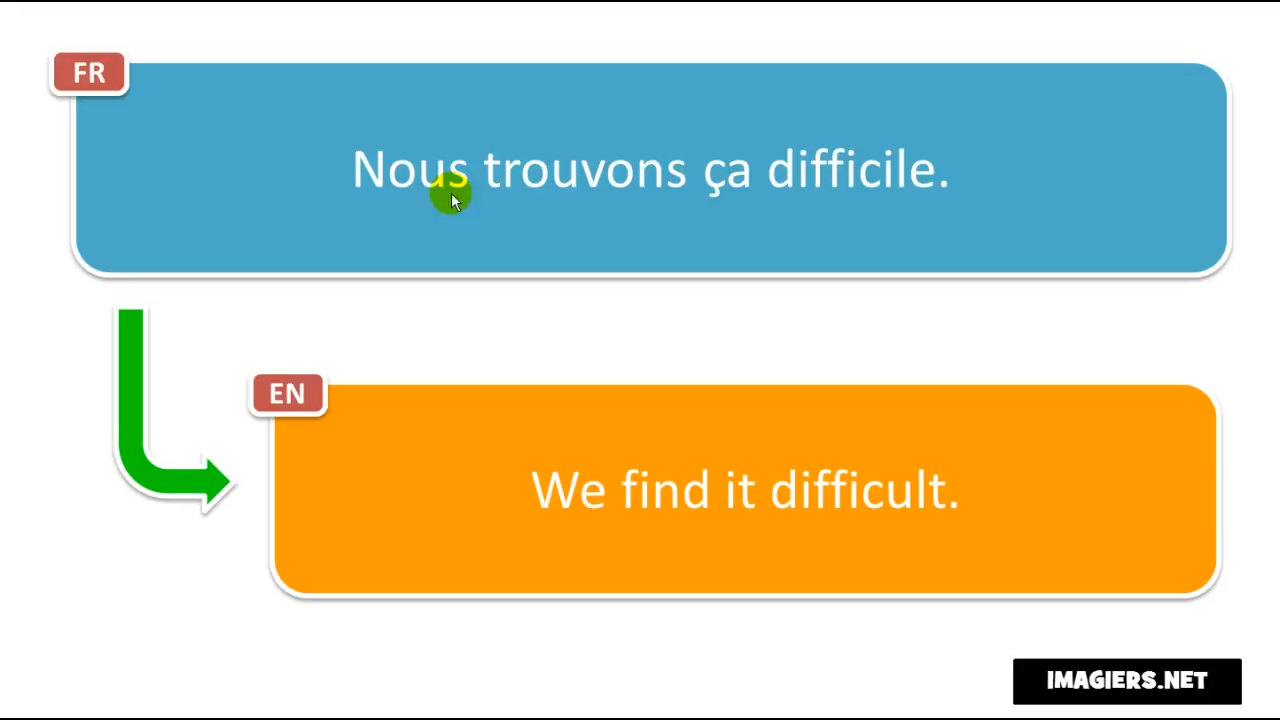 FR
Nous trouvons ça difficile.
EN
We find it difficult.
IMAGIERS.NET